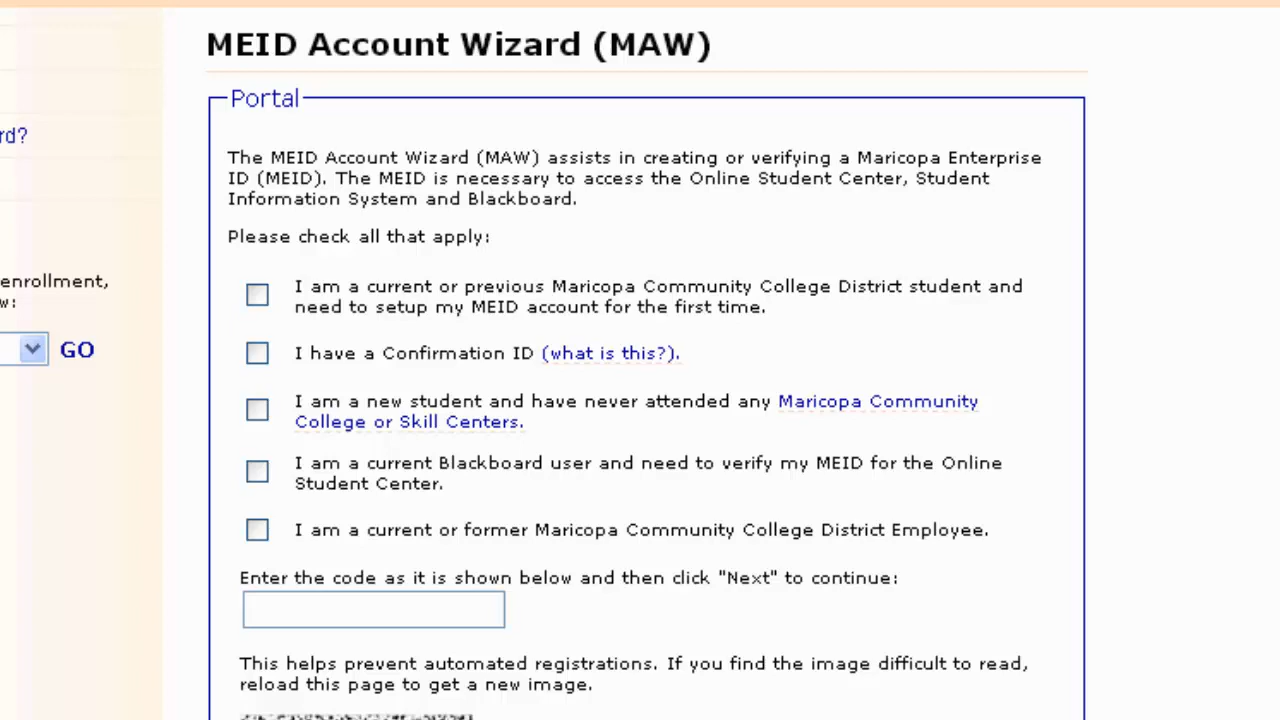 MEID Account Wizard (MAW)
Portal
rd?
The MEID Account Wizard (MAW) assists in creating or verifying a Maricopa Enterprise
ID (MEID). The MEID is necessary to access the Online Student Center, Student
Information System and Blackboard.
Please check all that apply:
enrollment,
w:
GO
I am a current or previous Maricopa Community College District student and
need to setup my MEID account for the first time.
I have a Confirmation ID (what is this?).
I am a new student and have never attended any Maricopa Community
College or Skill Centers.
I am a current Blackboard user and need to verify my MEID for the Online
Student Center.
I am a current or former Maricopa Community College District Employee.
Enter the code as it is shown below and then click "Next" to continue:
This helps prevent automated registrations. If you find the image difficult to read,
reload this page to get a new image.